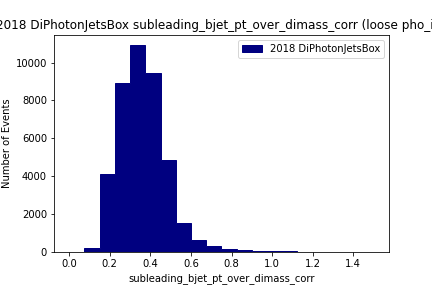 2018 DiPhotonJetsBox subleading_bjet_pt_over_dimass_corr (loose pho_i
2018 DiPhotonJetsBox
Number of Events
10000
8000
6000
4000
2000
0
0.0 0.2 0.4 0.6 0.8 1.0 1.2 1.4
subleading_bjet_pt_over_dimass_corr